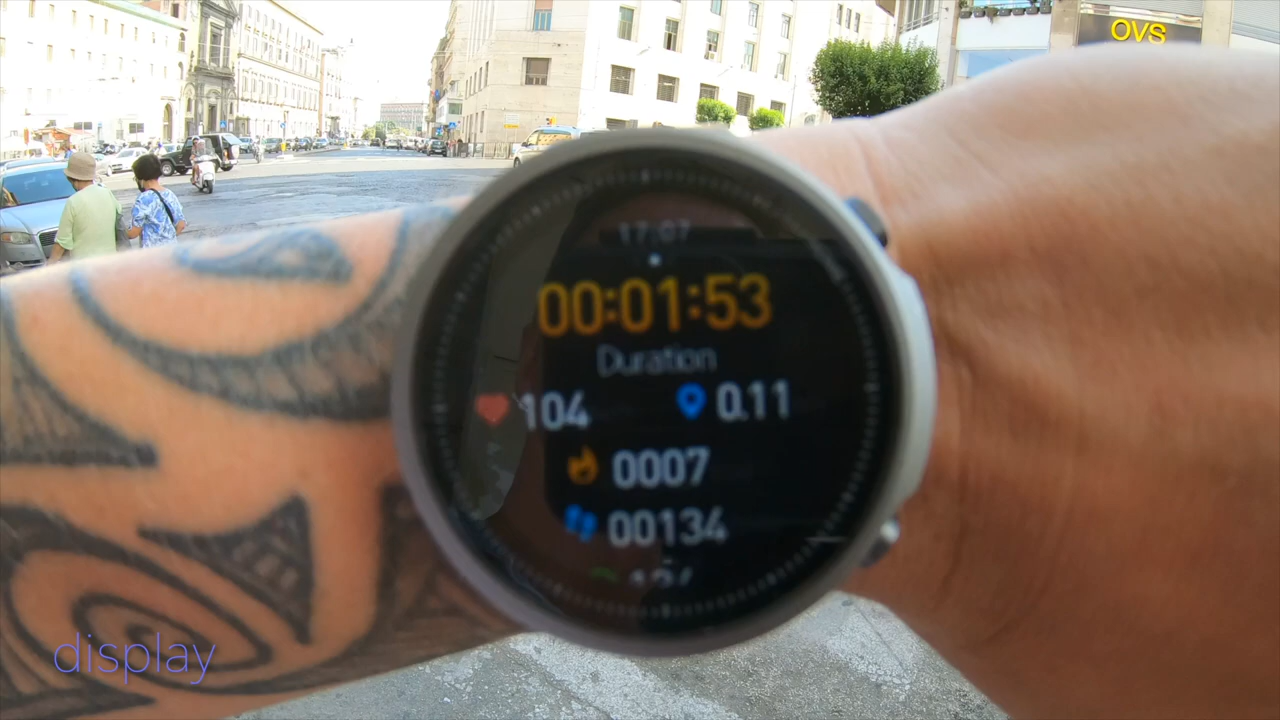 OVS
17:07
00:01:53
Duration
104 0.11
0007
00134
display